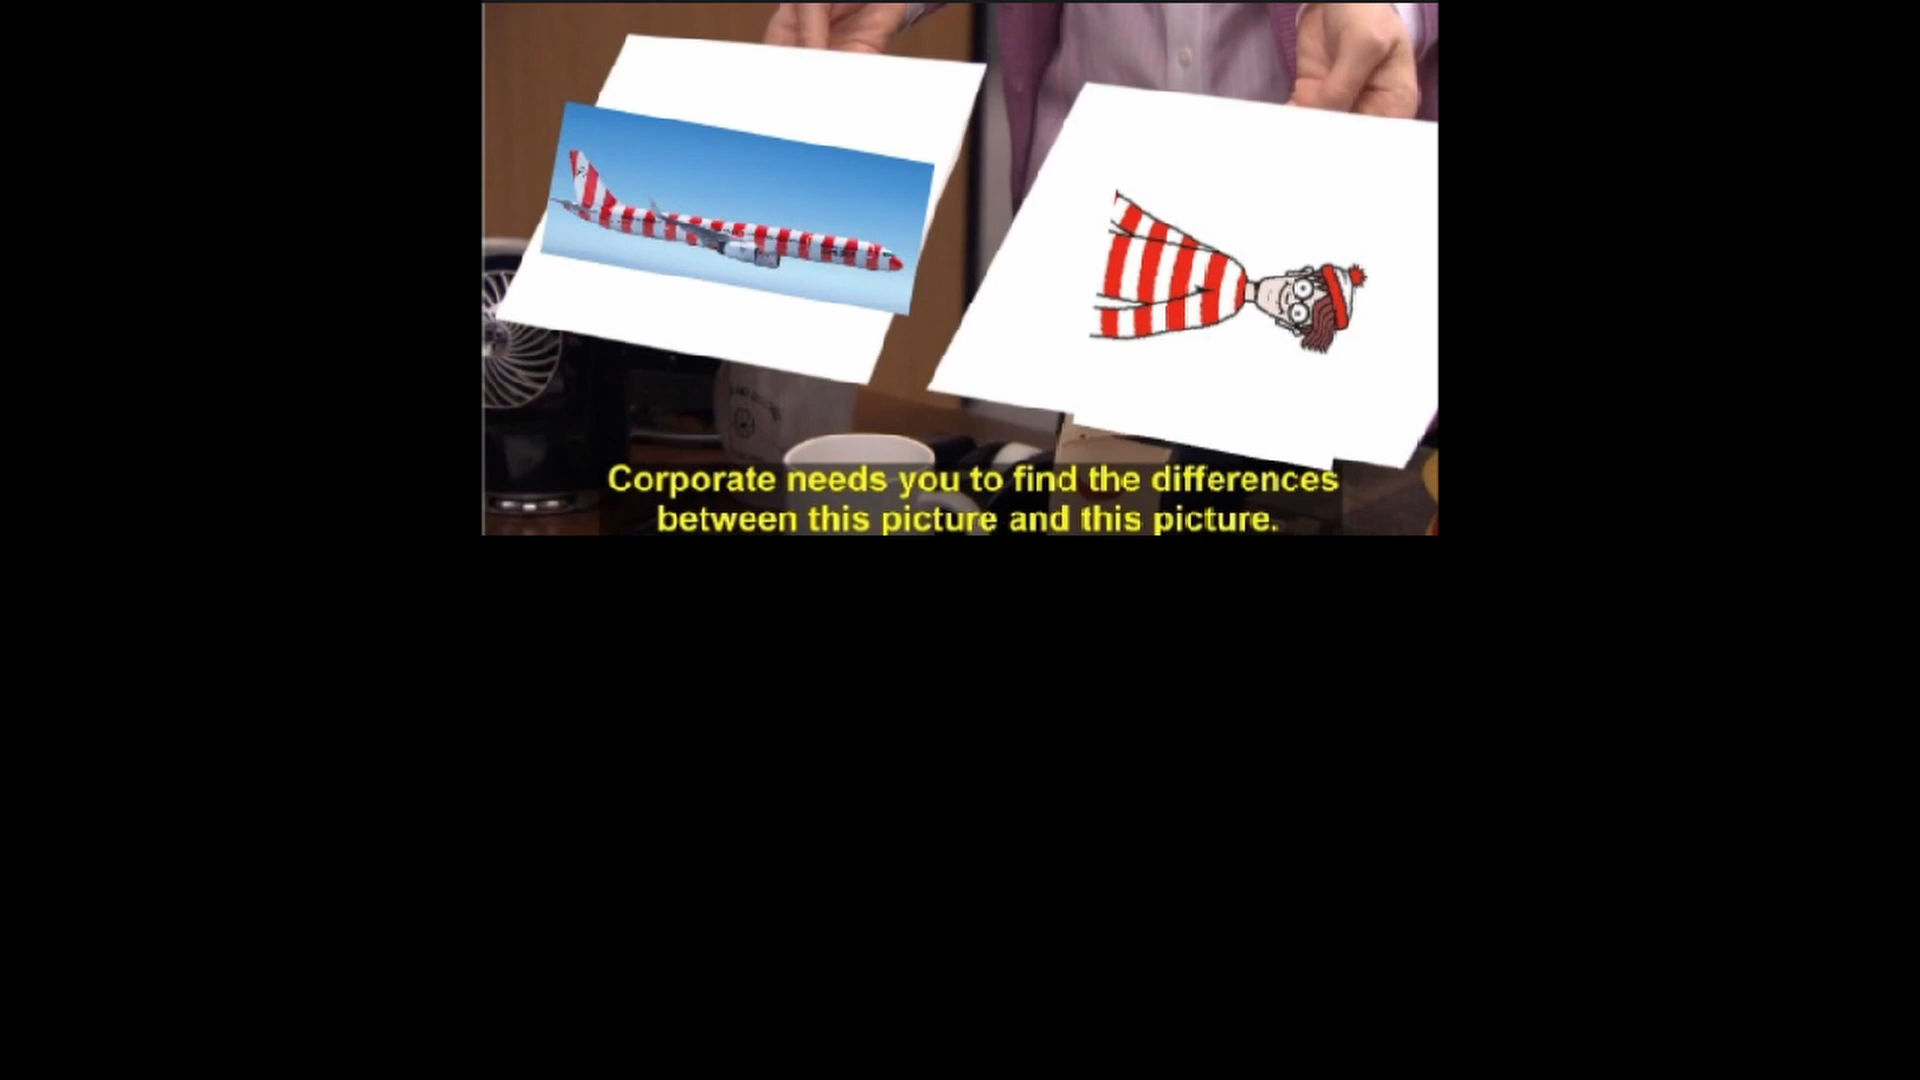 Corporate needs you to find the differences
between this picture and this picture.